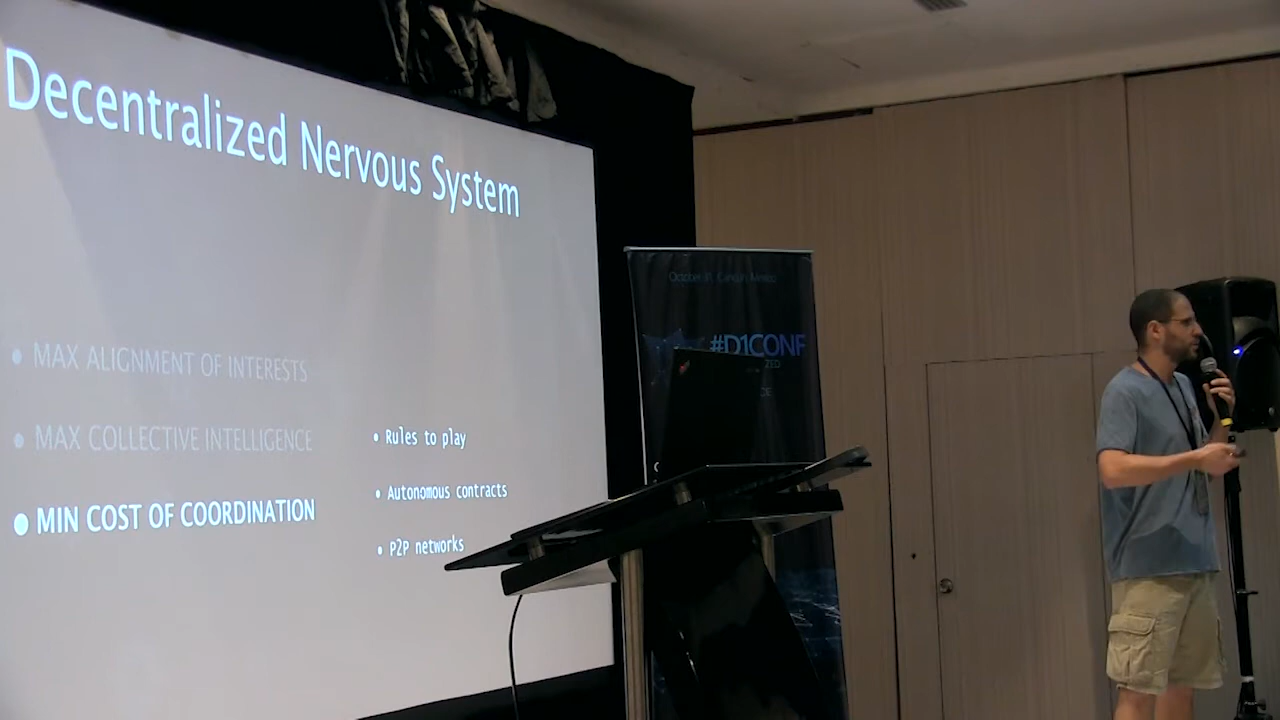 Decentralized Nervous System
• MAX ALIGNMENT OF INTERESTS
• MAX COLLECTIVE INTELLIGENCE
• MIN COST OF COORDINATION
• Rules to play
• Autonomous contracts
• P2P networks
#D1CONF